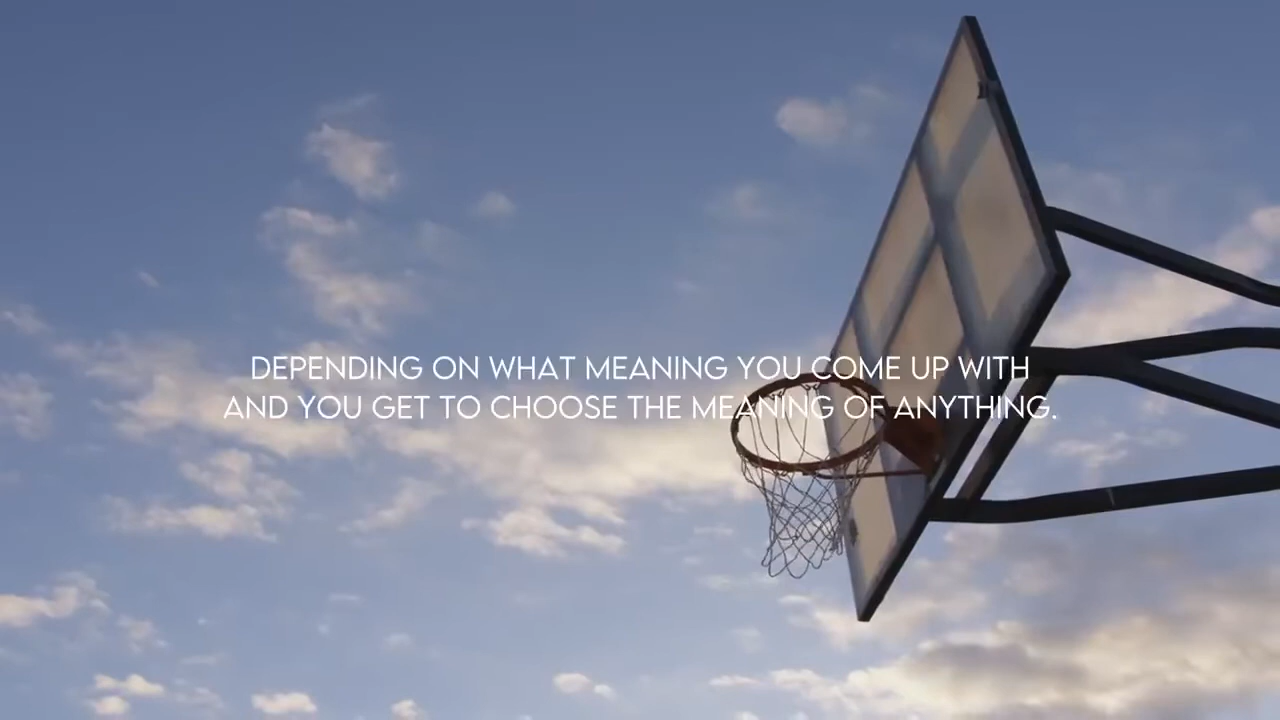 DEPENDING ON WHAT MEANING YOU COME UP WITH
AND YOU GET TO CHOOSE THE MEANING OF ANYTHING.